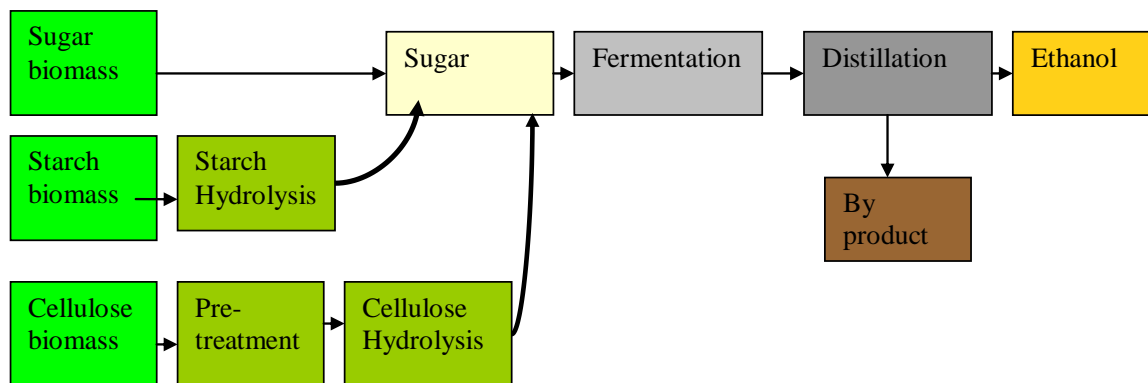 Sugar
biomass
Sugar
Fermentation
Distillation
Ethanol
Starch
biomass
Starch
Hydrolysis
By
product
Cellulose
biomass
Pre-
treatment
Cellulose
Hydrolysis